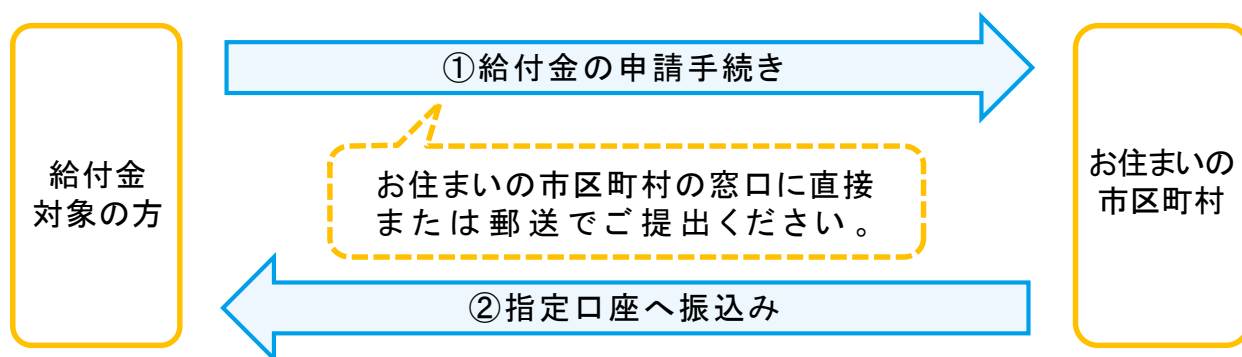 ①給付金の申請手続き
給付金
対象の方
お住まいの市区町村の窓口に直接
または郵送でご提出ください。
お住まいの
市区町村
②指定口座へ振込み